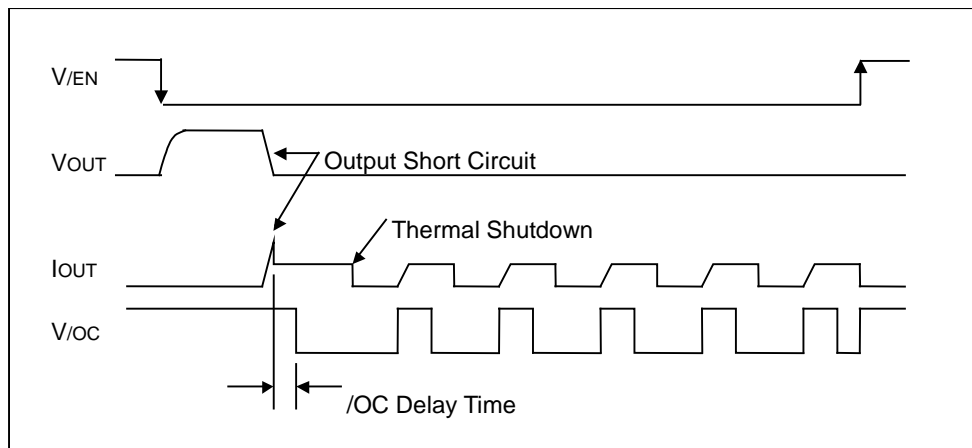 V/EN
VOUT
Output Short Circuit
Thermal Shutdown
IOUT
V/OC
/OC Delay Time